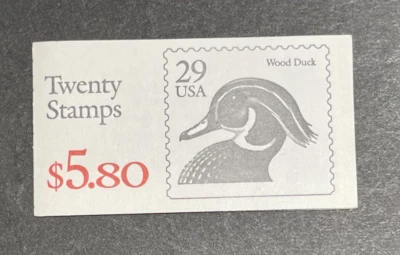 Twenty
Stamps
$5.80
29
USA
Wood Duck